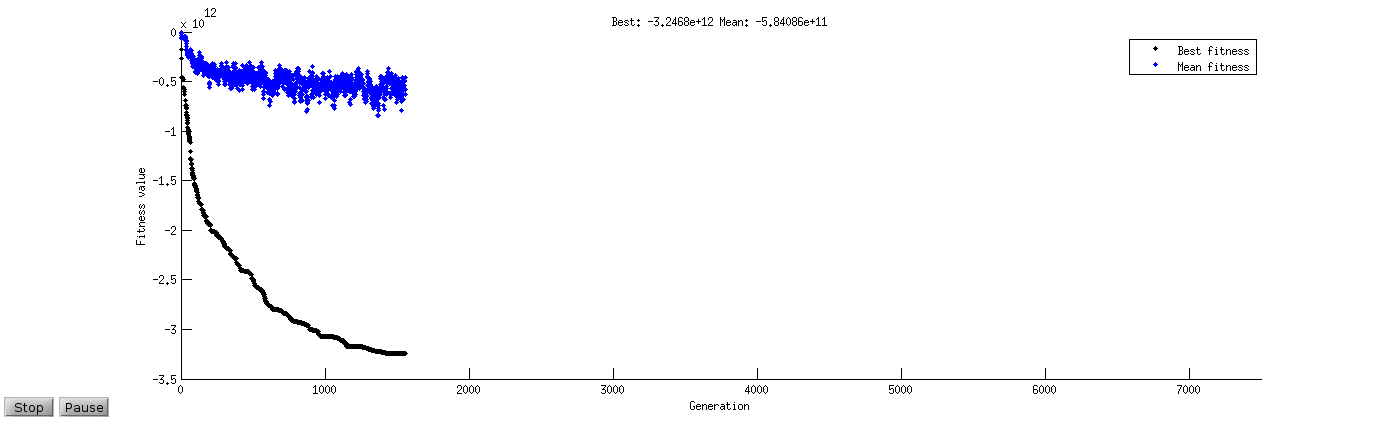 x 10^12
Best: -3.2468e+12 Mean: -5.84086e+11
Best fitness
Mean fitness
0
-0.5
-1
-1.5
-2
-2.5
-3
-3.5
Fitness value
0 1000 2000 3000 4000 5000 6000 7000
Generation
Stop Pause